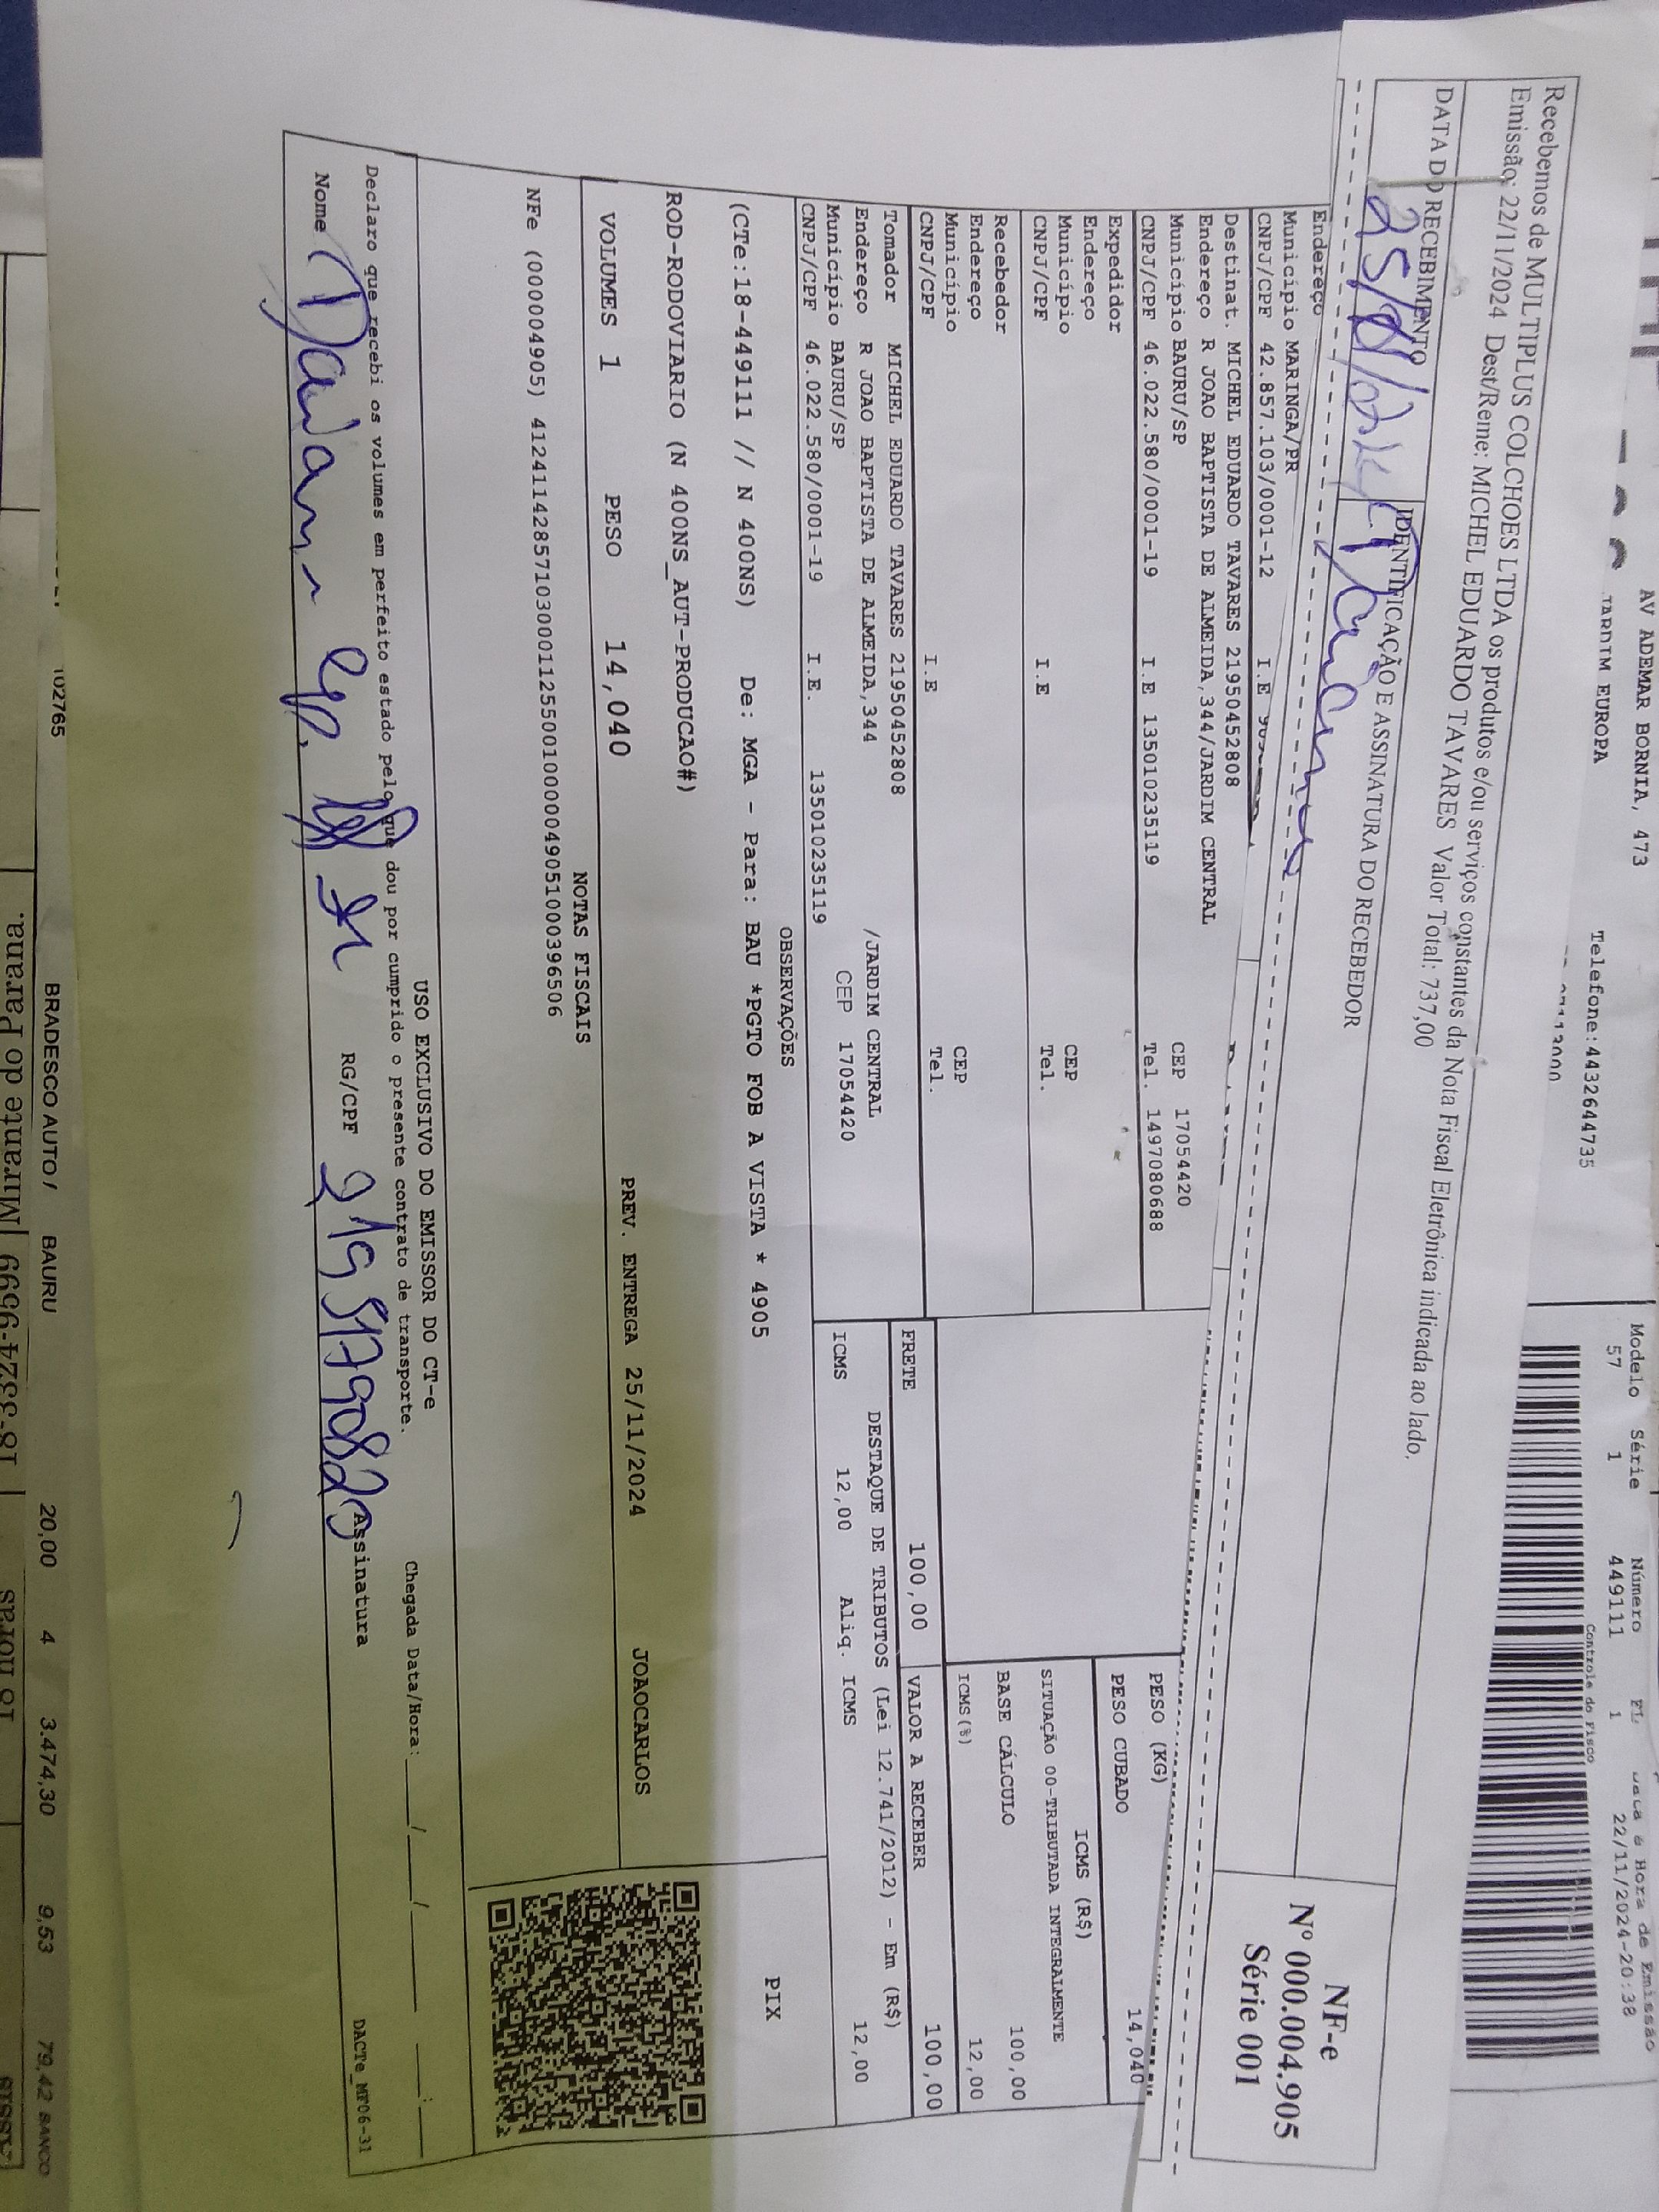 AV ADEMAR BORNIA, 473
JARDIM EUROPA
Telefone:4432644735
Modelo Série Número FL Data e Hora de Emissão
57 1 449111 1 22/11/2024-20:38
Controle do Fisco
Recebemos de MULTIPLUS COLCHOES LTDA os produtos e/ou serviços constantes da Nota Fiscal Eletrônica indicada ao lado.
Emissão: 22/11/2024 Dest/Reme: MICHEL EDUARDO TAVARES Valor Total: 737,00
DATA DO RECEBIMENTO
IDENTIFICAÇÃO E ASSINATURA DO RECEBEDOR
NF-e
Nº 000.004.905
Série 001
Endereço
Município MARINGA/PR
CNPJ/CPF 42.857.103/0001-12 I.E
Destinat. MICHEL EDUARDO TAVARES 21950452808
Endereço R JOAO BAPTISTA DE ALMEIDA,344/JARDIM CENTRAL
Município BAURU/SP CEP 17054420
CNPJ/CPF 46.022.580/0001-19 I.E 135010235119 Tel. 1497080688
Expedidor
Endereço
Município CEP
CNPJ/CPF I.E Tel.
Recebedor
Endereço
Município CEP
CNPJ/CPF I.E Tel.
Tomador MICHEL EDUARDO TAVARES 21950452808
Endereço R JOAO BAPTISTA DE ALMEIDA,344 /JARDIM CENTRAL
Município BAURU/SP CEP 17054420
CNPJ/CPF 46.022.580/0001-19 I.E. 135010235119
PESO (KG)
PESO CUBADO 14,040
ICMS (R$)
SITUAÇÃO 00-TRIBUTADA INTEGRALMENTE
BASE CÁLCULO 100,00
ICMS(%) 12,00
FRETE 100,00 VALOR A RECEBER 100,00
DESTAQUE DE TRIBUTOS (Lei 12.741/2012) - Em (R$)
ICMS 12,00 Aliq. ICMS 12,00
OBSERVAÇÕES
(CTe:18-449111 // N 400NS) De: MGA - Para: BAU *PGTO FOB A VISTA * 4905
ROD-RODOVIARIO (N 400NS_AUT-PRODUCAO#)
PIX
VOLUMES 1 PESO 14,040 PREV. ENTREGA 25/11/2024 JOAOCARLOS
NOTAS FISCAIS
NFe (000004905) 41241142857103000112550010000049051000396506
USO EXCLUSIVO DO EMISSOR DO CT-e
Declaro que recebi os volumes em perfeito estado pelo que dou por cumprido o presente contrato de transporte.
Chegada Data/Hora: __/__/____ __:__
Nome RG/CPF Assinatura
DACTe_MF06-31
102765 BRADESCO AUTO / BAURU 20,00 4 3.474,30 9,53 79,42 BANCO